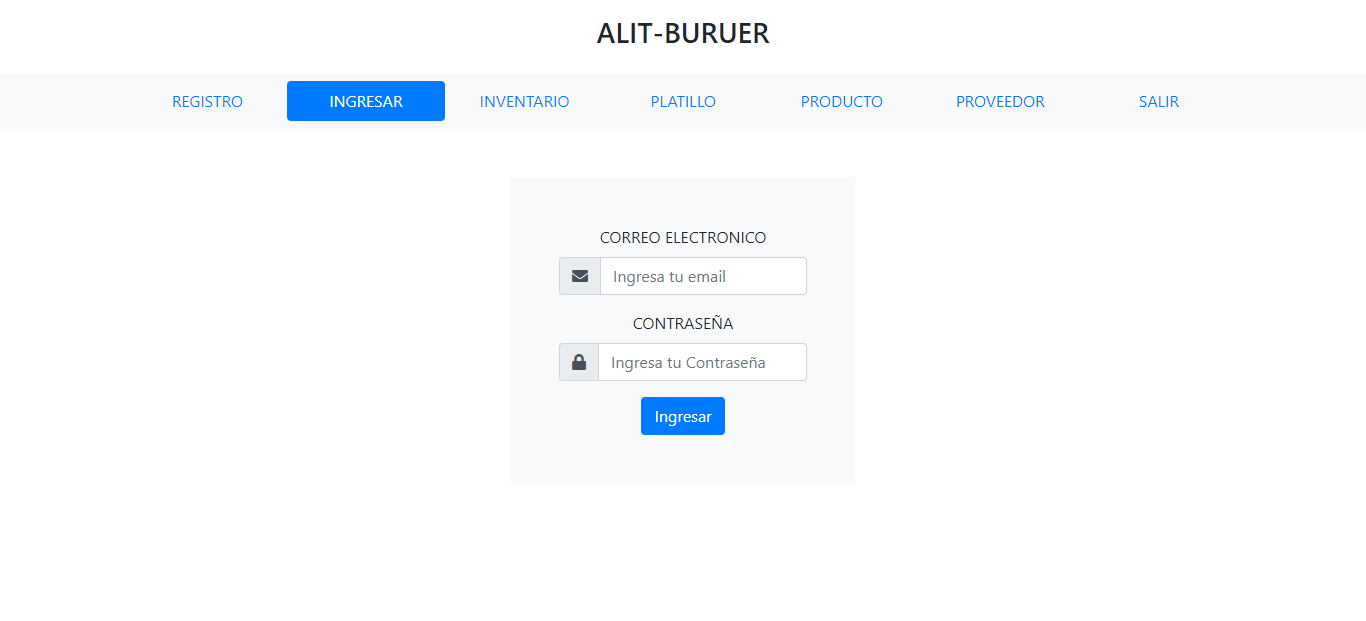 ALIT-BURUER
REGISTRO INGRESAR INVENTARIO PLATILLO PRODUCTO PROVEEDOR SALIR
CORREO ELECTRONICO
Ingresa tu email
CONTRASEÑA
Ingresa tu Contraseña
Ingresar